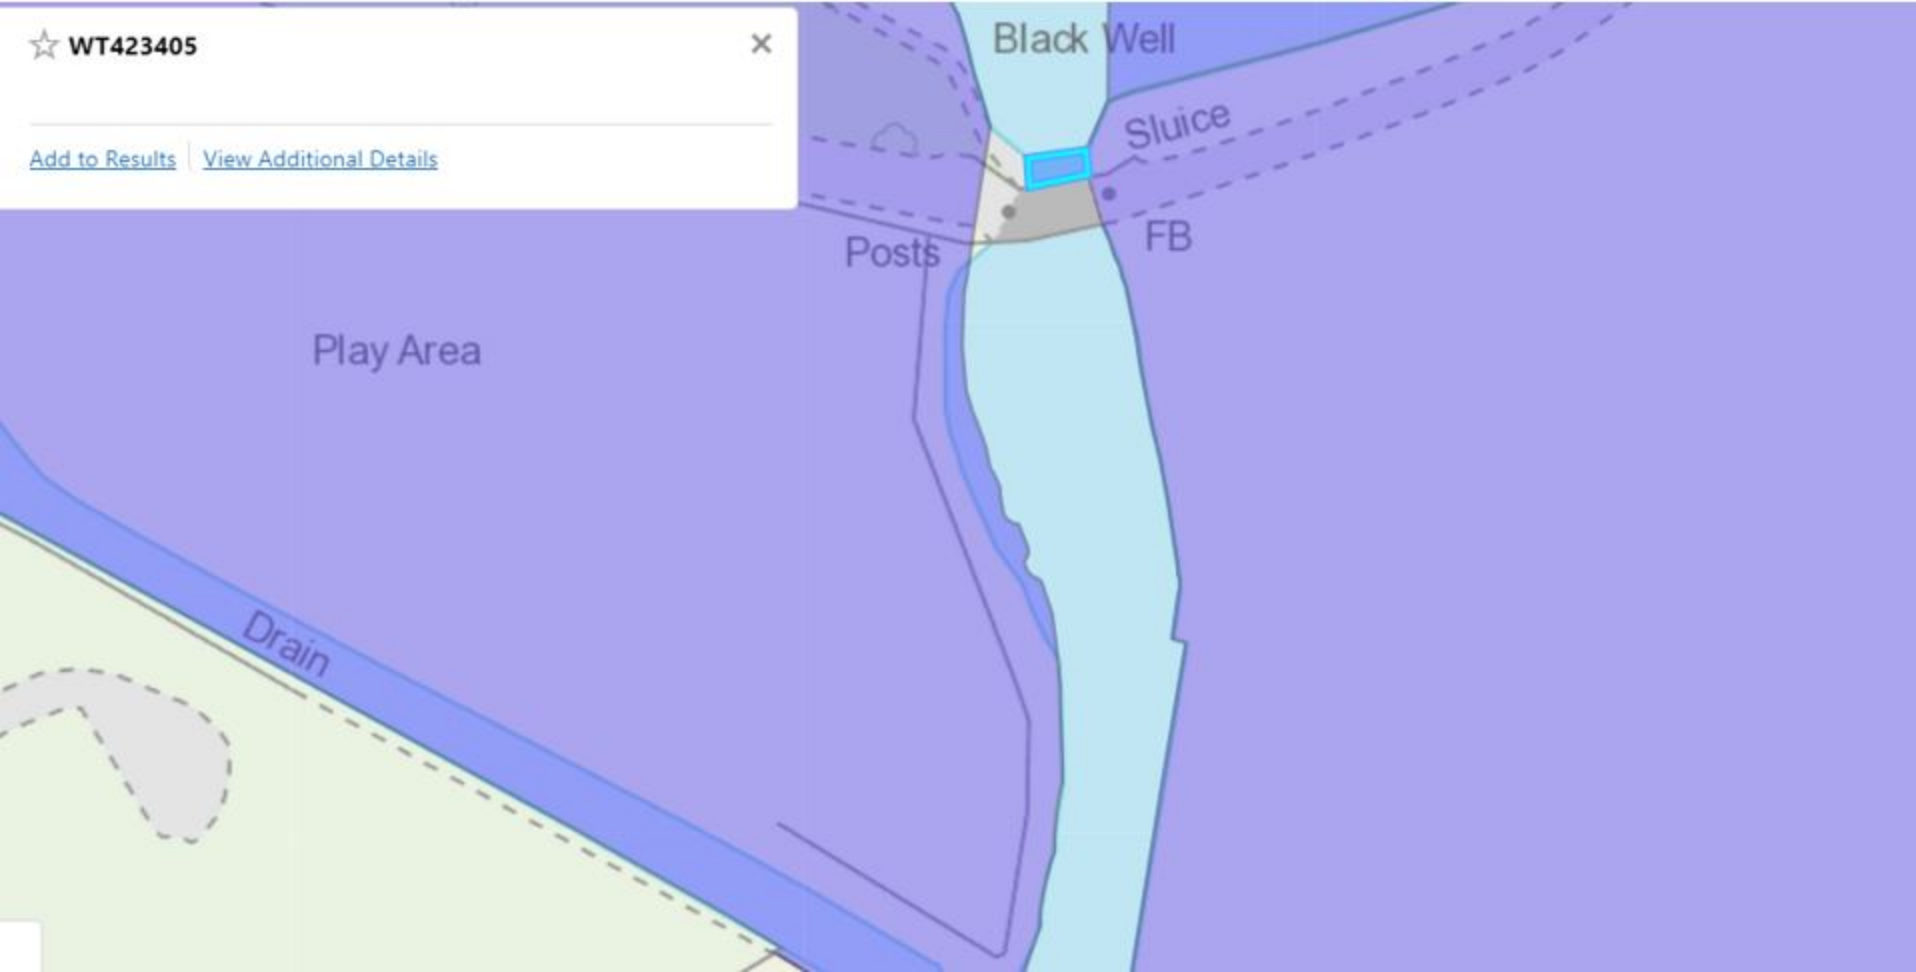 WT423405
Add to Results View Additional Details
Black Well
Sluice
FB
Posts
Play Area
Drain